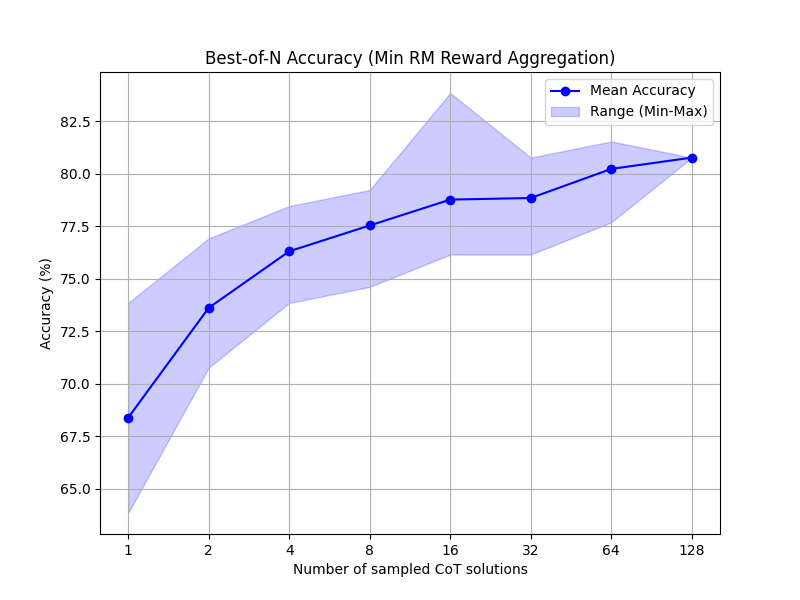 Best-of-N Accuracy (Min RM Reward Aggregation)
Mean Accuracy
Range (Min-Max)
Accuracy (%)
82.5
80.0
77.5
75.0
72.5
70.0
67.5
65.0
1 2 4 8 16 32 64 128
Number of sampled CoT solutions